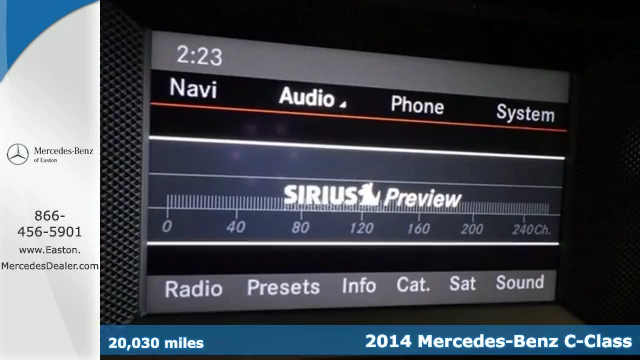 2:23
Navi Audio Phone System
SIRIUS Preview
0 40 80 120 160 200 240 Ch.
Radio Presets Info Cat. Sat Sound
Mercedes-Benz
of Easton
866-
456-5901
www.Easton.
MercedesDealer.com
20,030 miles
2014 Mercedes-Benz C-Class